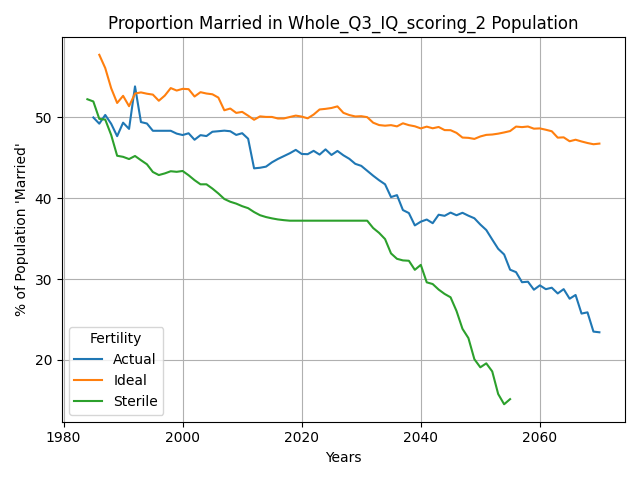 Proportion Married in Whole_Q3_IQ_scoring_2 Population
% of Population 'Married'
50
40
30
20
Fertility
Actual
Ideal
Sterile
1980
2000
2020
2040
2060
Years